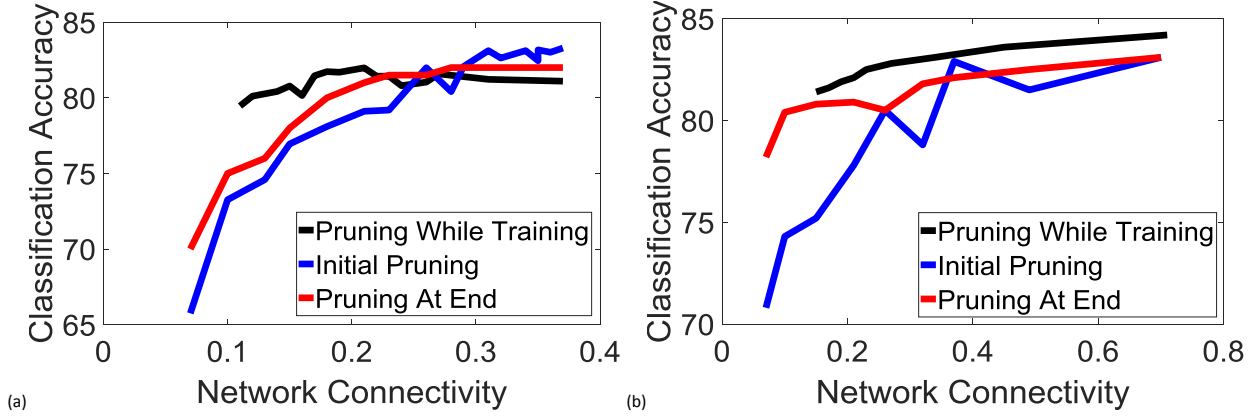 85
80
75
70
65
Classification Accuracy
Pruning While Training
Initial Pruning
Pruning At End
0
0.1
0.2
0.3
0.4
Network Connectivity
(a)
85
80
75
70
Classification Accuracy
Pruning While Training
Initial Pruning
Pruning At End
0
0.2
0.4
0.6
0.8
Network Connectivity
(b)